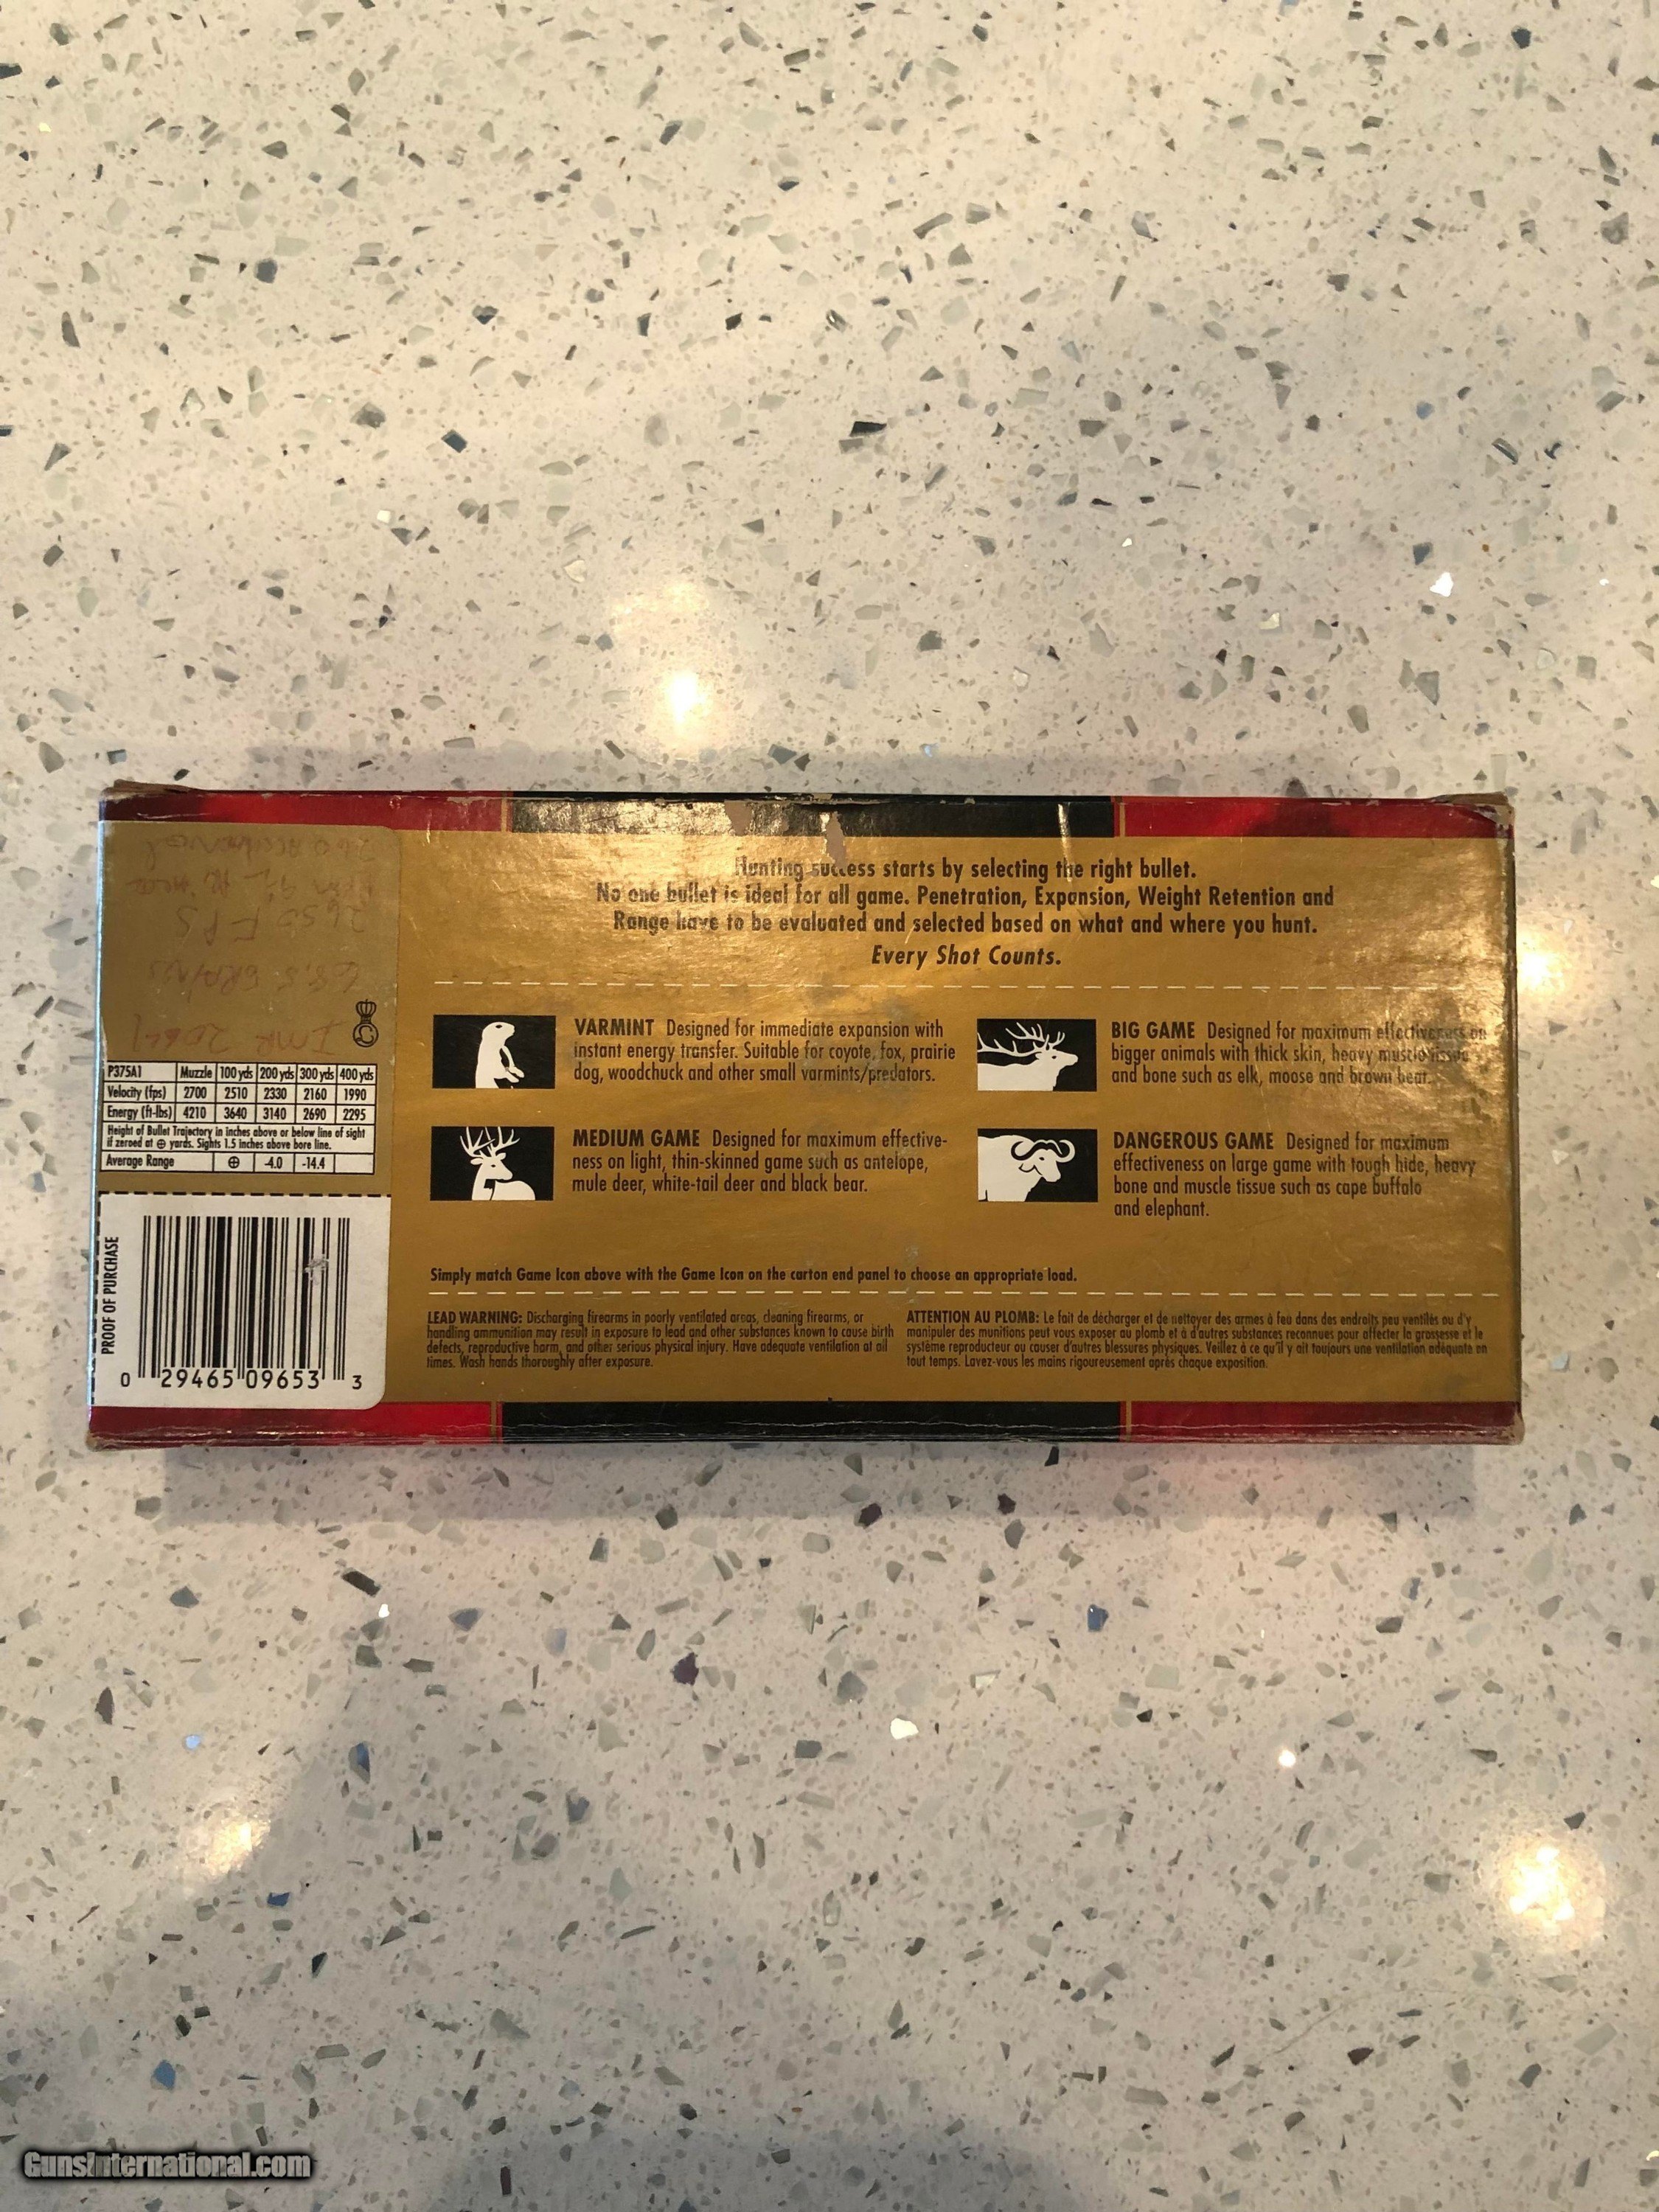 Hunting success starts by selecting the right bullet.
No one bullet is ideal for all game. Penetration, Expansion, Weight Retention and
Range have to be evaluated and selected based on what and where you hunt.
Every Shot Counts.
VARMINT Designed for immediate expansion with
instant energy transfer. Suitable for coyote, fox, prairie
dog, woodchuck and other small varmints/predators.
BIG GAME Designed for maximum effectiveness on
bigger animals with thick skin, heavy muscle tissue
and bone such as elk, moose and brown bear.
MEDIUM GAME Designed for maximum effective-
ness on light, thin-skinned game such as antelope,
mule deer, white-tail deer and black bear.
DANGEROUS GAME Designed for maximum
effectiveness on large game with tough hide, heavy
bone and muscle tissue such as cape buffalo
and elephant.
Simply match Game Icon above with the Game Icon on the carton end panel to choose an appropriate load.
LEAD WARNING: Discharging firearms in poorly ventilated areas, cleaning firearms, or
handling ammunition may result in exposure to lead and other substances known to cause birth
defects, reproductive harm, and other serious physical injury. Have adequate ventilation at all
times. Wash hands thoroughly after exposure.
ATTENTION AU PLOMB: Le fait de décharger et de nettoyer des armes à feu dans des endroits peu ventilés ou d'y
manipuler des munitions peut vous exposer au plomb et à d'autres substances reconnues pour affecter la grossesse et le
système reproducteur ou causer d'autres blessures physiques. Veillez à ce qu'il y ait toujours une ventilation adéquate en
tout temps. Lavez-vous les mains rigoureusement après chaque exposition.
2650 FPS
68.5 GRAINS
IMR
P375A1 Muzzle 100 yds 200 yds 300 yds 400 yds
Velocity (fps) 2700 2510 2330 2160 1990
Energy (ft-lbs) 4210 3640 3140 2690 2295
Height of Bullet Trajectory in inches above or below line of sight
if zeroed at ⊕ yards. Sights 1.5 inches above bore line.
Average Range ⊕ -4.0 -14.4
PROOF OF PURCHASE
0 29465 09653 3
GunsInternational.com